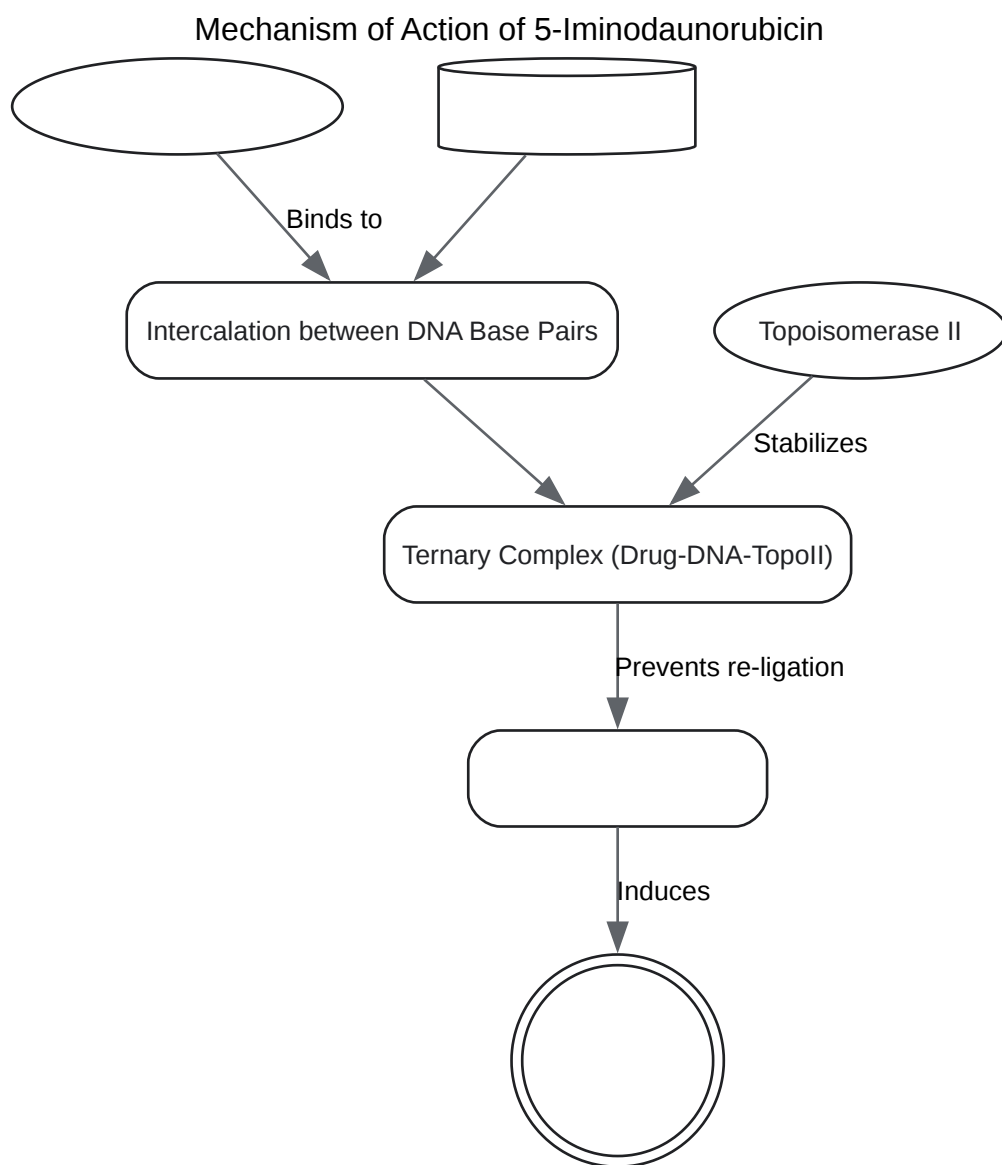 Mechanism of Action of 5-Iminodaunorubicin
Binds to
Intercalation between DNA Base Pairs
Topoisomerase II
Stabilizes
Ternary Complex (Drug-DNA-TopoII)
Prevents re-ligation
Induces